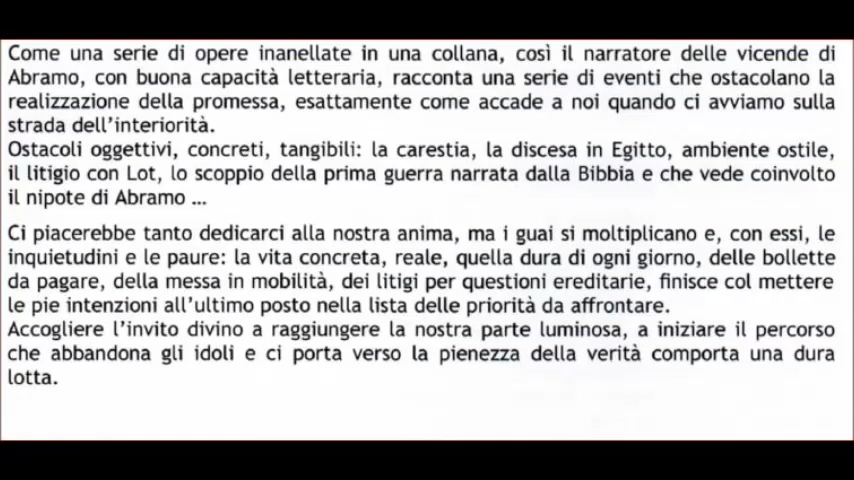 Come una serie di opere inanellate in una collana, così il narratore delle vicende di
Abramo, con buona capacità letteraria, racconta una serie di eventi che ostacolano la
realizzazione della promessa, esattamente come accade a noi quando ci avviamo sulla
strada dell'interiorità.
Ostacoli oggettivi, concreti, tangibili: la carestia, la discesa in Egitto, ambiente ostile,
il litigio con Lot, lo scoppio della prima guerra narrata dalla Bibbia e che vede coinvolto
il nipote di Abramo ...
Ci piacerebbe tanto dedicarci alla nostra anima, ma i guai si moltiplicano e, con essi, le
inquietudini e le paure: la vita concreta, reale, quella dura di ogni giorno, delle bollette
da pagare, della messa in mobilità, dei litigi per questioni ereditarie, finisce col mettere
le pie intenzioni all'ultimo posto nella lista delle priorità da affrontare.
Accogliere l'invito divino a raggiungere la nostra parte luminosa, a iniziare il percorso
che abbandona gli idoli e ci porta verso la pienezza della verità comporta una dura
lotta.